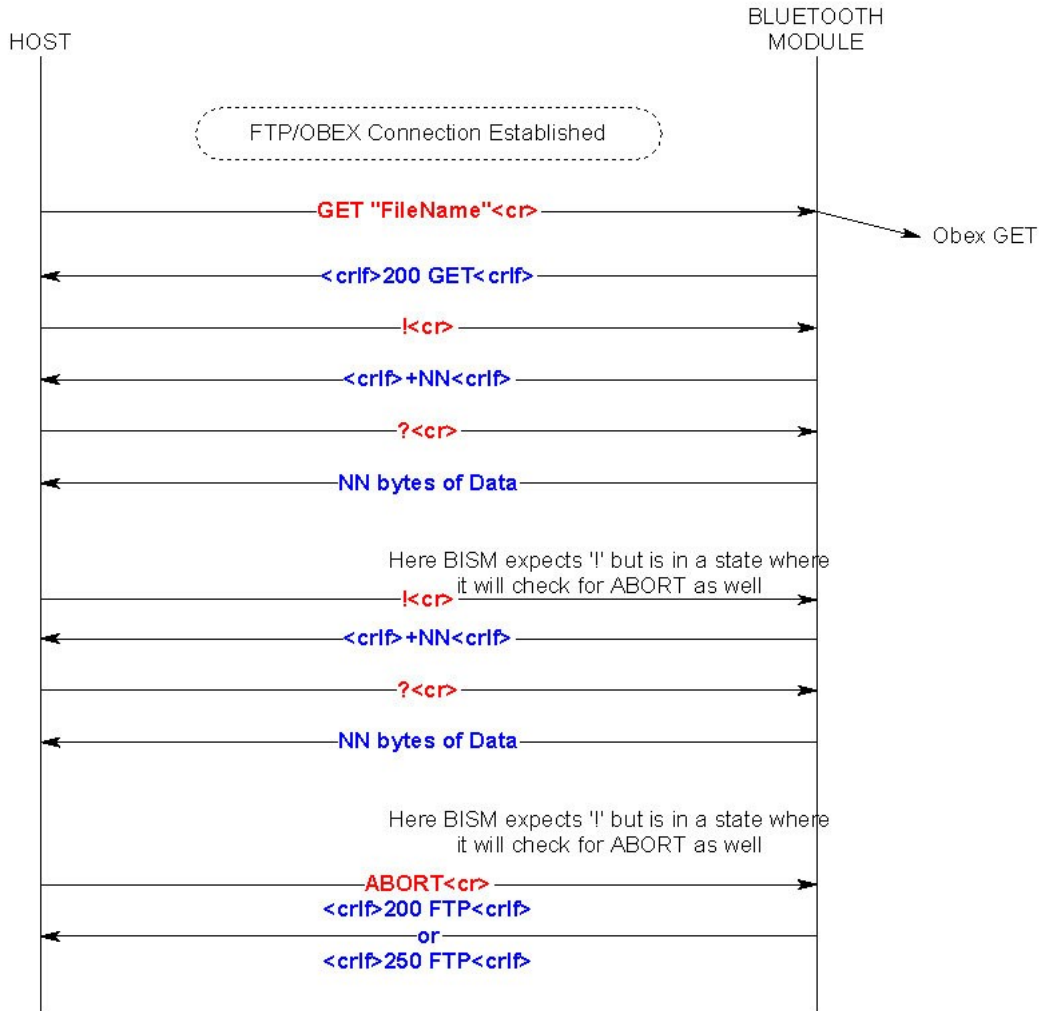 HOST
BLUETOOTH
MODULE
FTP/OBEX Connection Established
GET "FileName"<cr>
Obex GET
<crlf>200 GET<crlf>
!<cr>
<crlf>+NN<crlf>
?<cr>
NN bytes of Data
Here BISM expects '!' but is in a state where
it will check for ABORT as well
!<cr>
<crlf>+NN<crlf>
?<cr>
NN bytes of Data
Here BISM expects '!' but is in a state where
it will check for ABORT as well
ABORT<cr>
<crlf>200 FTP<crlf>
or
<crlf>250 FTP<crlf>